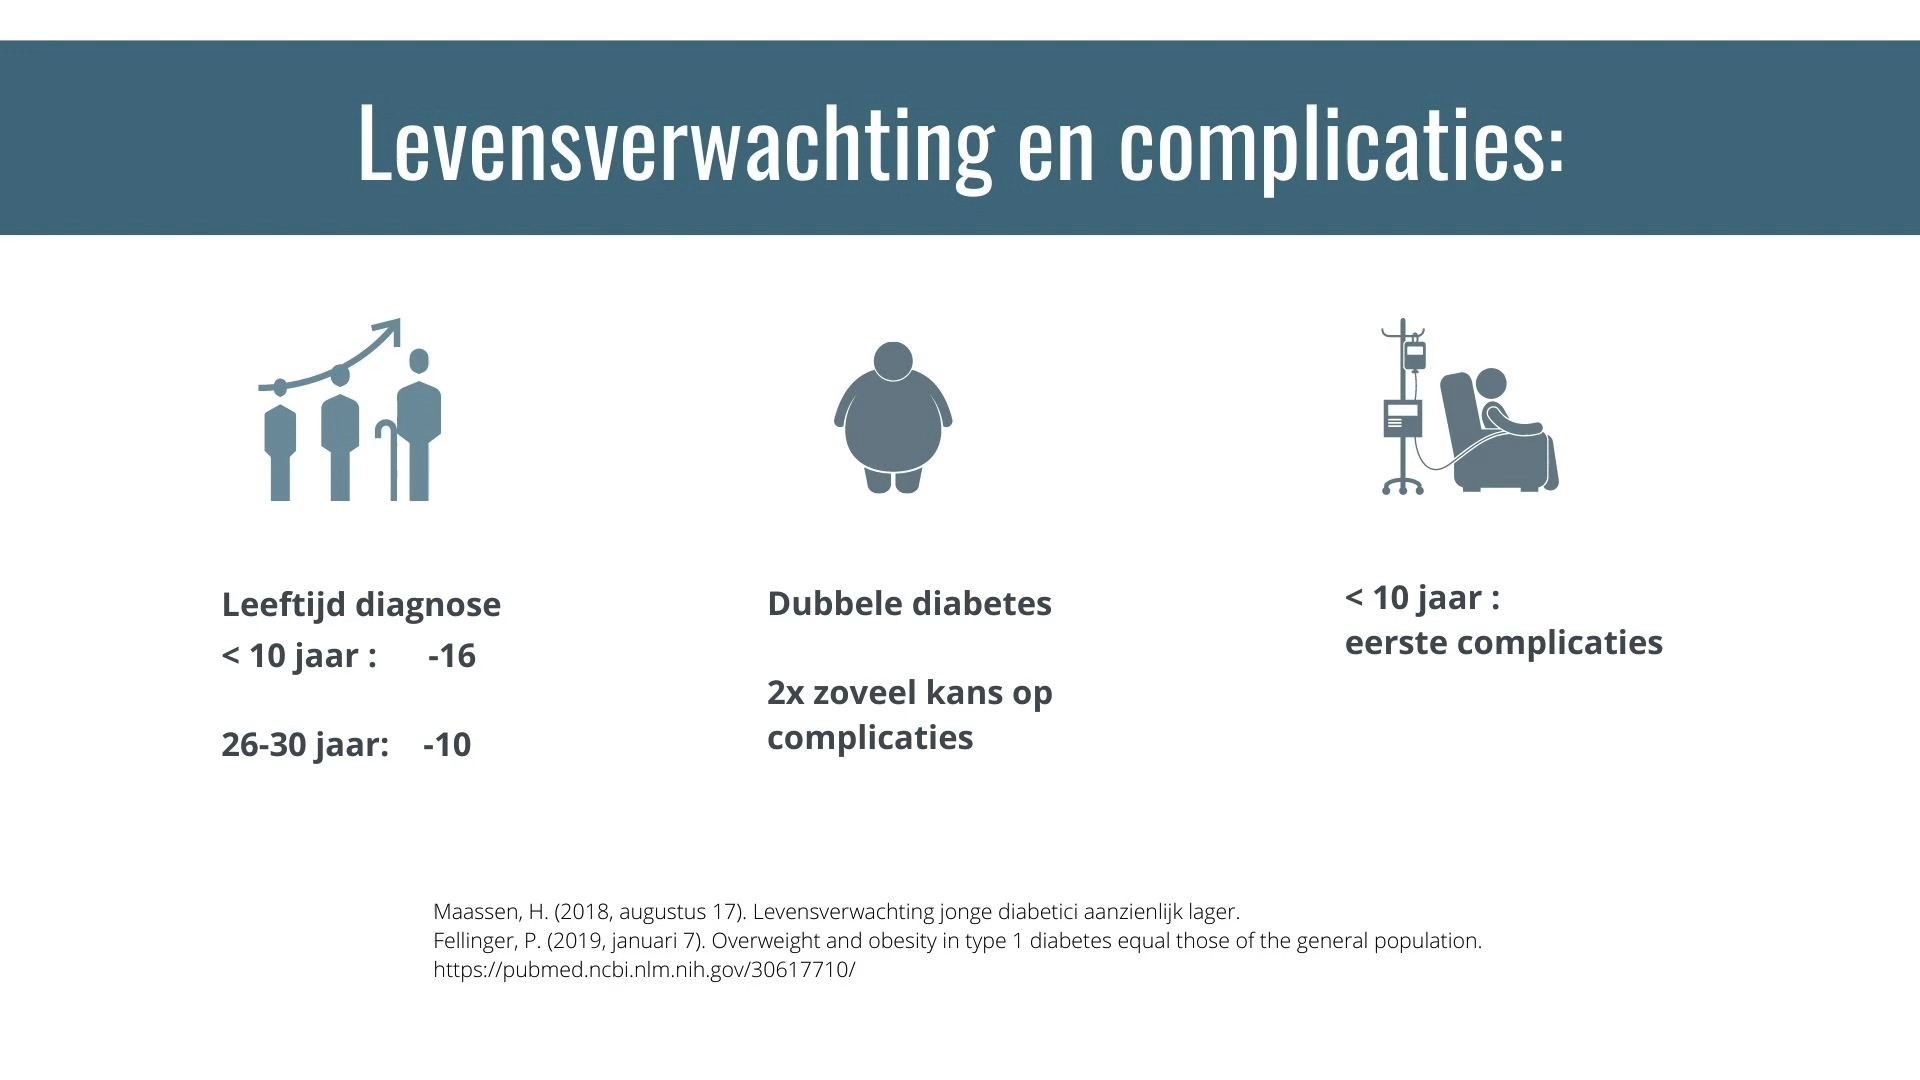 Levensverwachting en complicaties:
Leeftijd diagnose
< 10 jaar : -16
26-30 jaar: -10
Dubbele diabetes
2x zoveel kans op
complicaties
< 10 jaar :
eerste complicaties
Maassen, H. (2018, augustus 17). Levensverwachting jonge diabetici aanzienlijk lager.
Fellinger, P. (2019, januari 7). Overweight and obesity in type 1 diabetes equal those of the general population.
https://pubmed.ncbi.nlm.nih.gov/30617710/